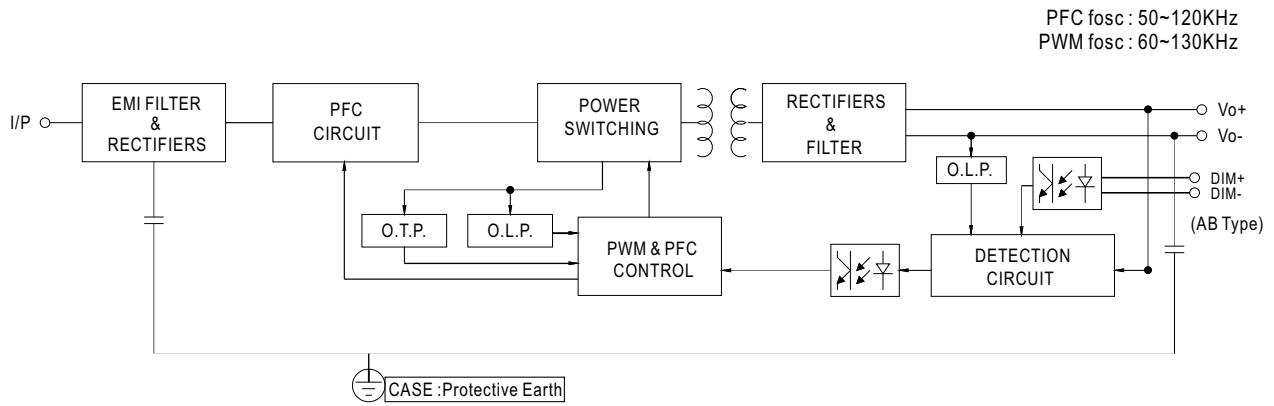 PFC fosc : 50~120KHz
PWM fosc : 60~130KHz
I/P
EMI FILTER
&
RECTIFIERS
PFC
CIRCUIT
POWER
SWITCHING
RECTIFIERS
&
FILTER
Vo+
Vo-
O.L.P.
DIM+
DIM-
(AB Type)
O.T.P.
O.L.P.
PWM & PFC
CONTROL
DETECTION
CIRCUIT
CASE :Protective Earth